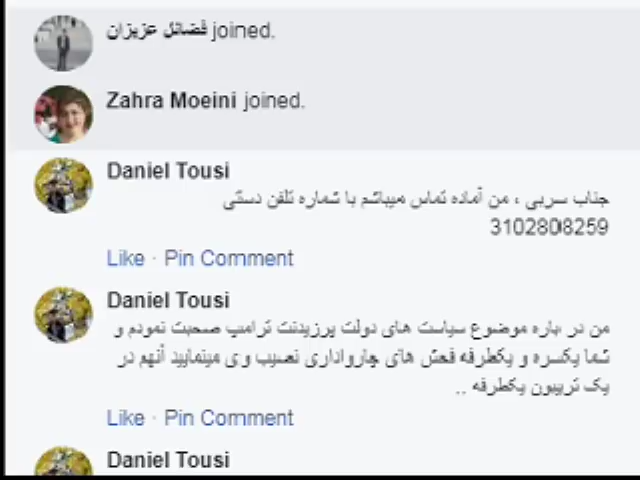 فضائل عزیزان joined.
Zahra Moeini joined.
Daniel Tousi
جناب سربی ، من آماده تماس میباشم با شماره تلفن دستی
3102808259
Like · Pin Comment
Daniel Tousi
من در باره موضوع سیاست های دولت پرزیدنت ترامپ صحبت نمودم و
شما یکسره و یکطرفه فحش های چارواداری نصیب وی مینمایید آنهم در
یک تریبون یکطرفه ..
Like · Pin Comment
Daniel Tousi